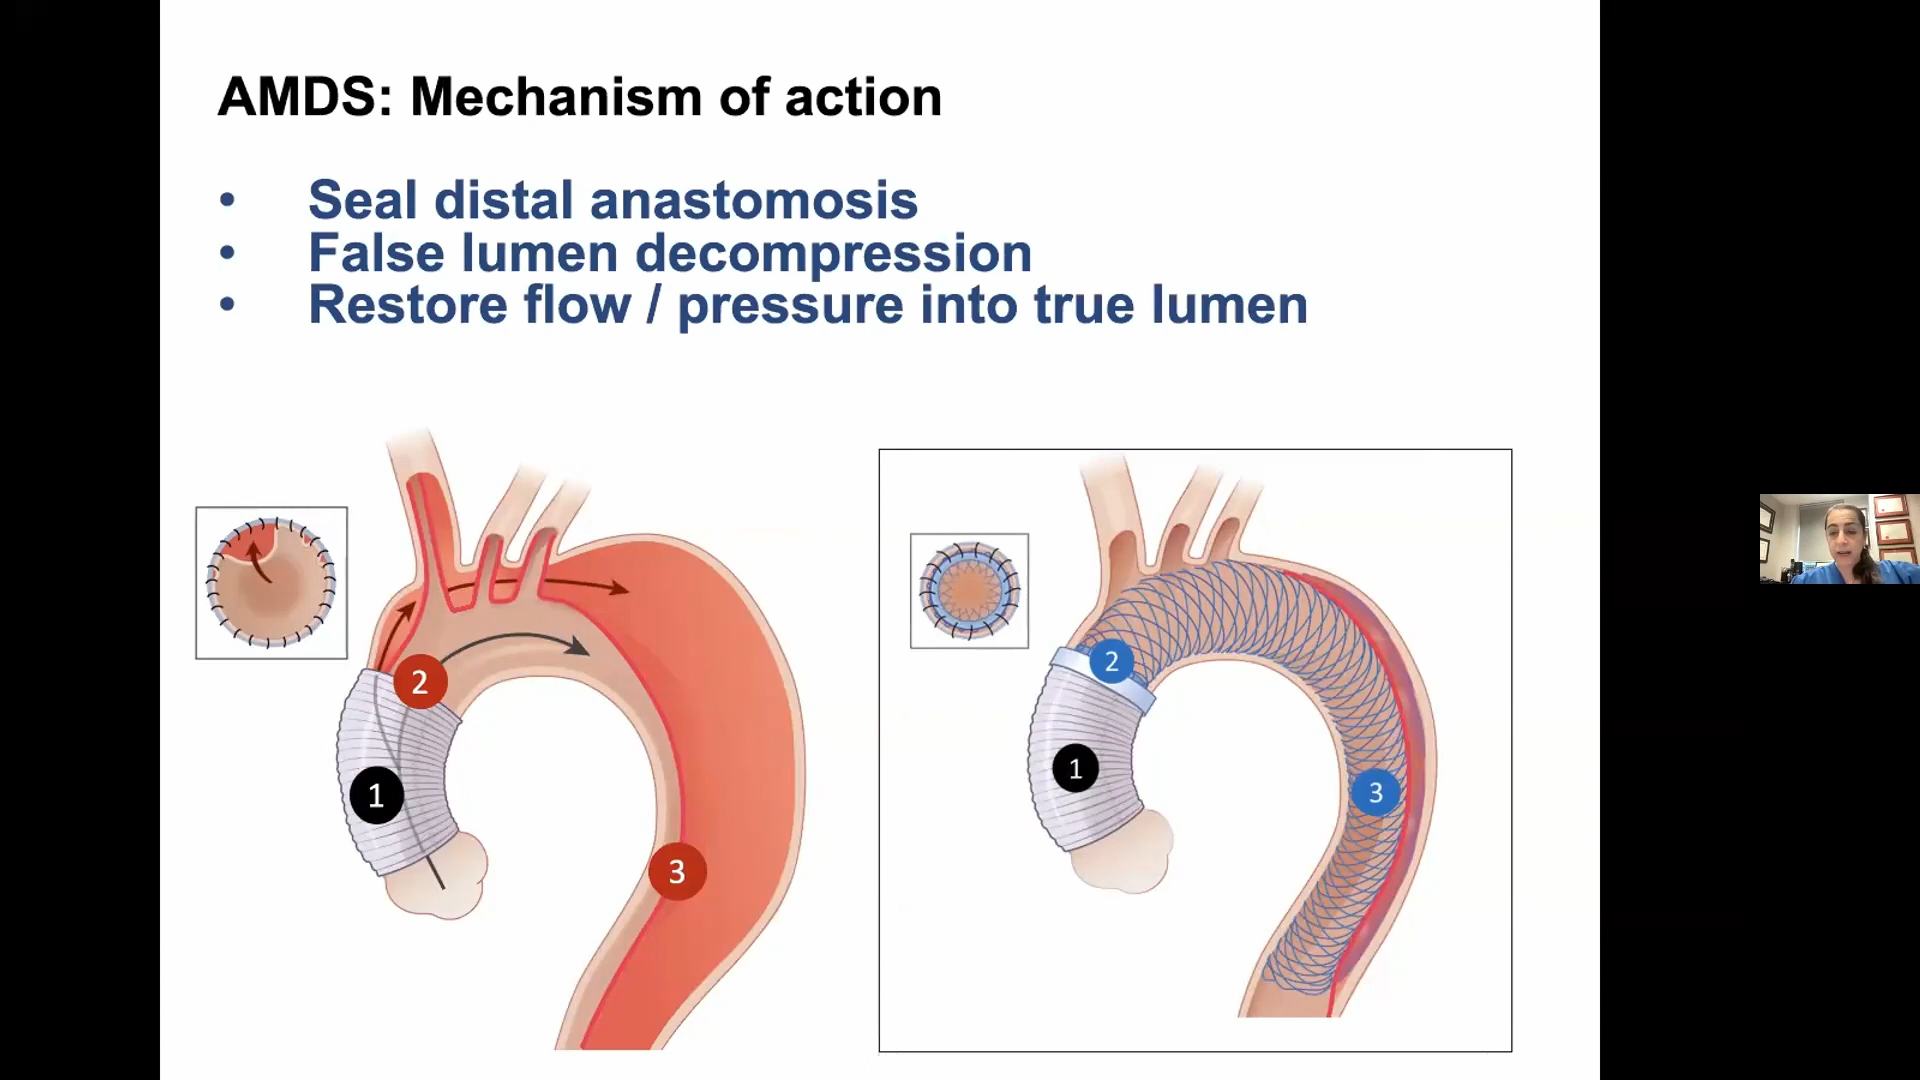 AMDS: Mechanism of action
• Seal distal anastomosis
• False lumen decompression
• Restore flow / pressure into true lumen
2
1
3
2
1
3